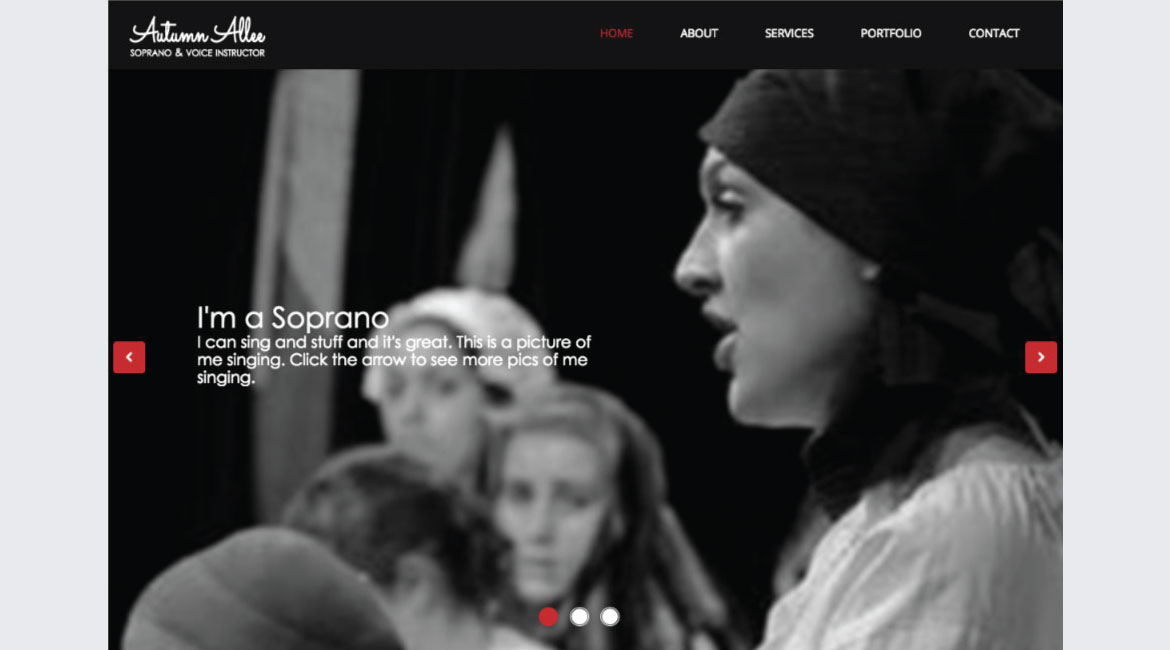 Autumn Allee
SOPRANO & VOICE INSTRUCTOR
HOME ABOUT SERVICES PORTFOLIO CONTACT
I'm a Soprano
I can sing and stuff and it's great. This is a picture of
me singing. Click the arrow to see more pics of me
singing.